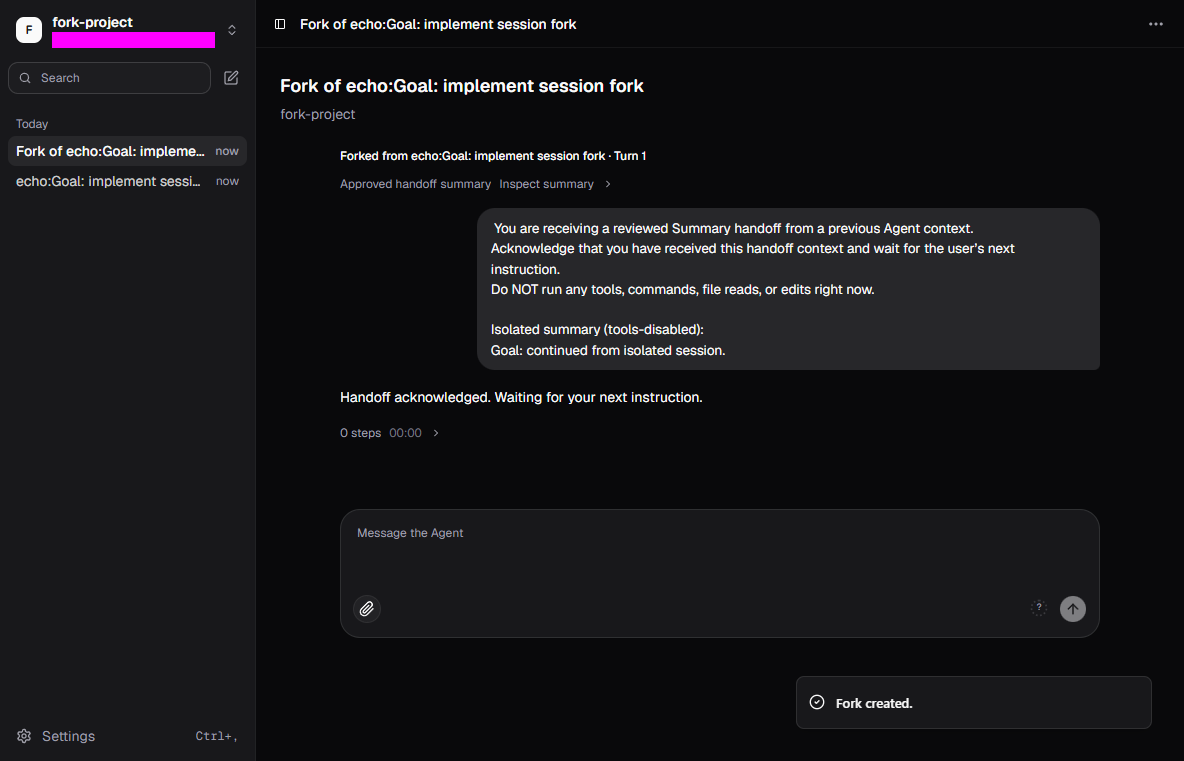 F
fork-project
Search
Today
Fork of echo:Goal: impleme... now
echo:Goal: implement sessi... now
Settings Ctrl+,
Fork of echo:Goal: implement session fork
Fork of echo:Goal: implement session fork
fork-project
Forked from echo:Goal: implement session fork · Turn 1
Approved handoff summary Inspect summary
You are receiving a reviewed Summary handoff from a previous Agent context.
Acknowledge that you have received this handoff context and wait for the user's next
instruction.
Do NOT run any tools, commands, file reads, or edits right now.
Isolated summary (tools-disabled):
Goal: continued from isolated session.
Handoff acknowledged. Waiting for your next instruction.
0 steps 00:00
Message the Agent
?
Fork created.